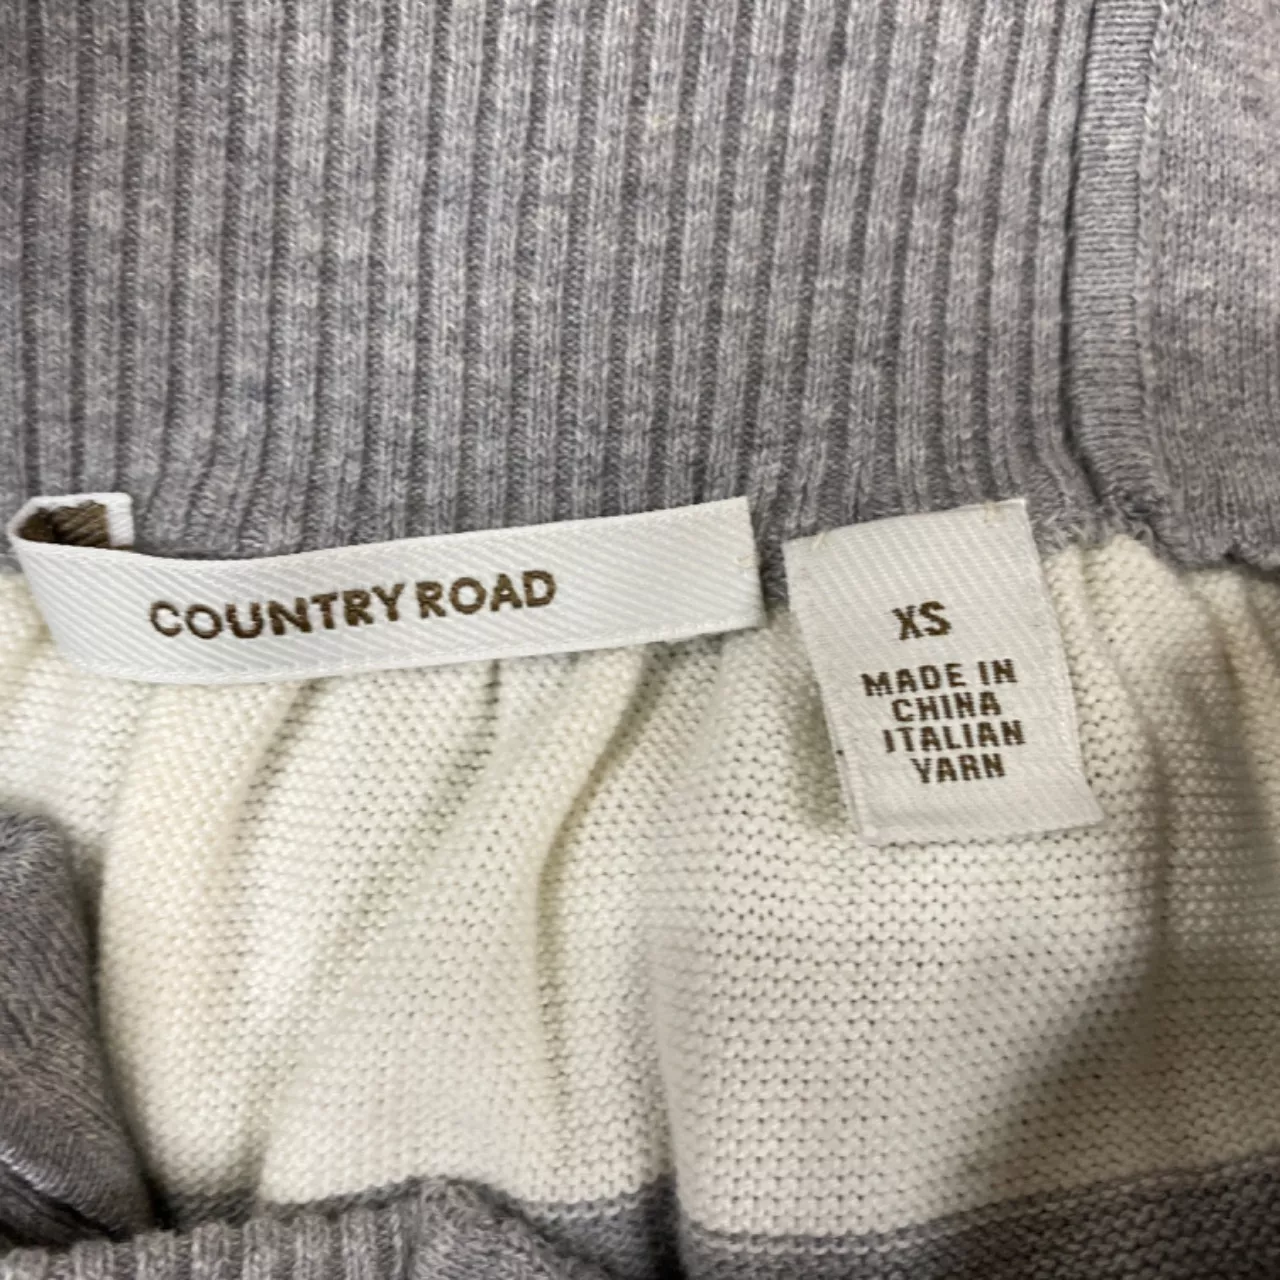 COUNTRY ROAD
XS
MADE IN
CHINA
ITALIAN
YARN